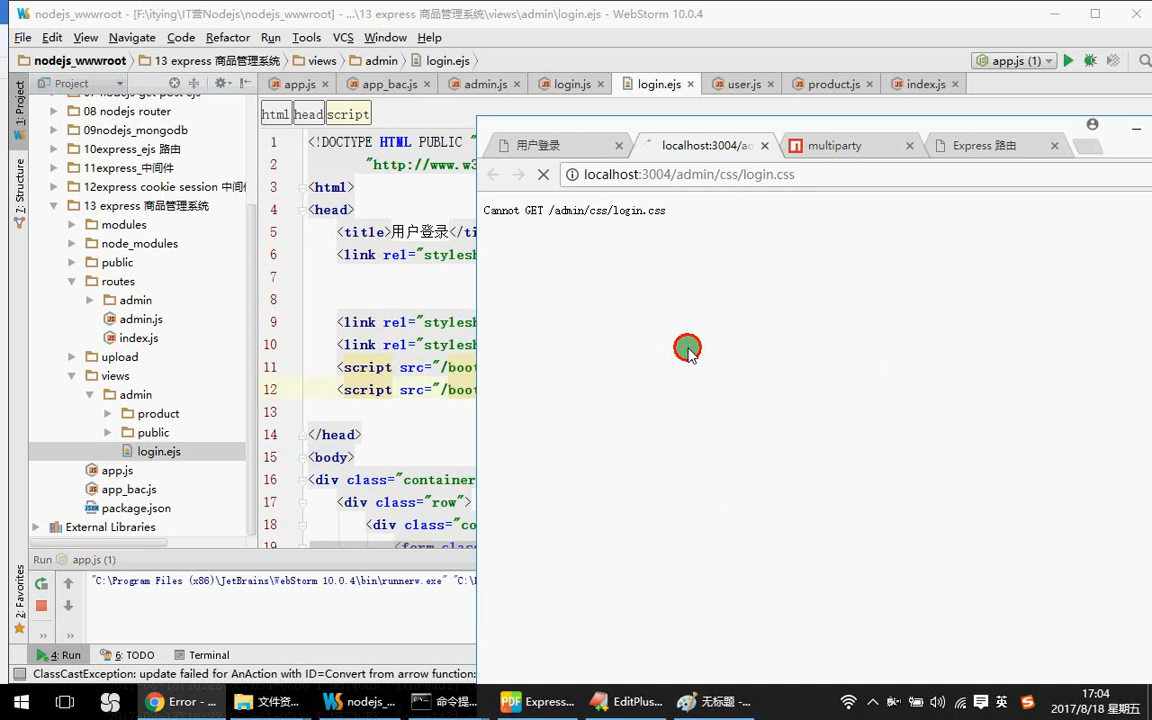 nodejs_wwwroot - [F:\itying\IT营Nodejs\nodejs_wwwroot] - ...\13 express 商品管理系统\views\admin\login.ejs - WebStorm 10.0.4
File Edit View Navigate Code Refactor Run Tools VCS Window Help
nodejs_wwwroot 13 express 商品管理系统 views admin login.ejs app.js (1)
1: Project
Project
app.js app_bac.js admin.js login.js login.ejs user.js product.js index.js
08 nodejs router
09nodejs_mongodb
10express_ejs 路由
11express_中间件
12express cookie session 中间件
13 express 商品管理系统
modules
node_modules
public
routes
admin
admin.js
index.js
upload
views
admin
product
public
login.ejs
app.js
app_bac.js
package.json
External Libraries
7: Structure
2: Favorites
html head script
1 <!DOCTYPE HTML PUBLIC "
2 "http://www.w3
3 <html>
4 <head>
5 <title>用户登录</ti
6 <link rel="stylesh
7
8
9 <link rel="stylesh
10 <link rel="stylesh
11 <script src="/boot
12 <script src="/boot
13
14 </head>
15 <body>
16 <div class="container
17 <div class="row">
18 <div class="co
19 <form class
用户登录 localhost:3004/ad multiparty Express 路由
localhost:3004/admin/css/login.css
Cannot GET /admin/css/login.css
Run app.js (1)
"C:\Program Files (x86)\JetBrains\WebStorm 10.0.4\bin\runnerw.exe"
4: Run 6: TODO Terminal
ClassCastException: update failed for AnAction with ID=Convert from arrow function:
Error - ... 文件资... nodejs_... 命令提... Express... EditPlus... 无标题 -...
英
17:04
2017/8/18 星期五